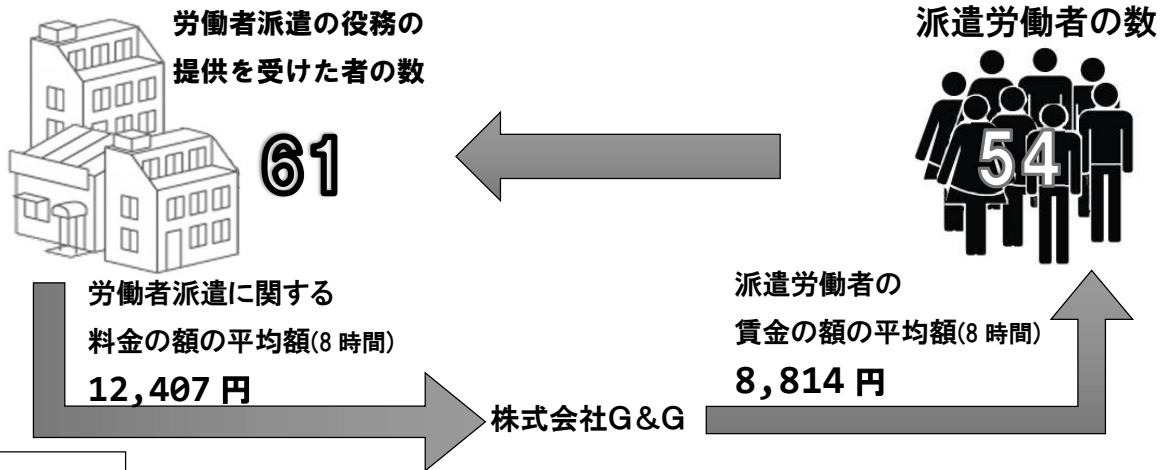 労働者派遣の役務の
提供を受けた者の数
61
派遣労働者の数
54
労働者派遣に関する
料金の額の平均額(8 時間)
12,407 円
派遣労働者の
賃金の額の平均額(8 時間)
8,814 円
株式会社G&G